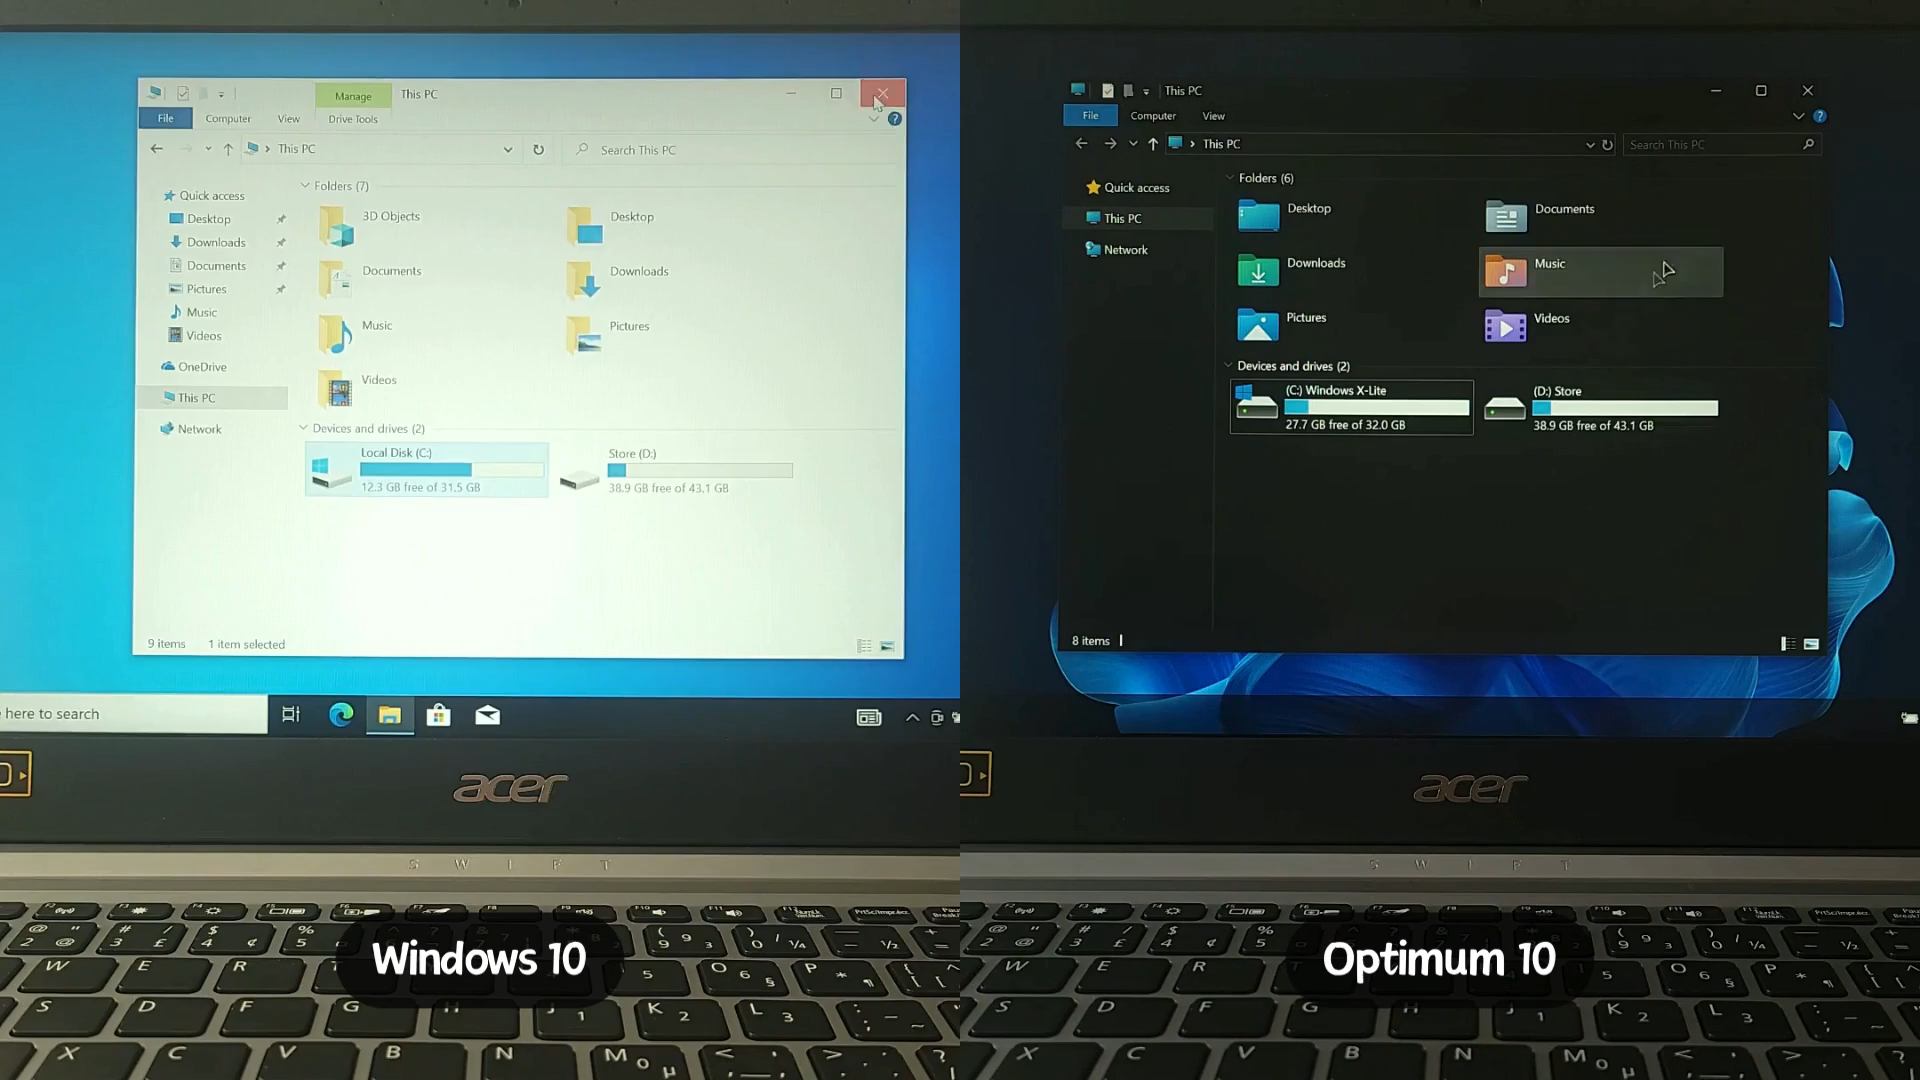 Manage
This PC
File
Computer
View
Drive Tools
This PC
Search This PC
Quick access
Desktop
Downloads
Documents
Pictures
Music
Videos
OneDrive
This PC
Network
Folders (7)
3D Objects
Desktop
Documents
Downloads
Music
Pictures
Videos
Devices and drives (2)
Local Disk (C:)
12.3 GB free of 31.5 GB
Store (D:)
38.9 GB free of 43.1 GB
9 items
1 item selected
here to search
acer
SWIFT
Windows 10
This PC
File
Computer
View
This PC
Search This PC
Quick access
This PC
Network
Folders (6)
Desktop
Documents
Downloads
Music
Pictures
Videos
Devices and drives (2)
(C:) Windows X-Lite
27.7 GB free of 32.0 GB
(D:) Store
38.9 GB free of 43.1 GB
8 items
acer
SWIFT
Optimum 10